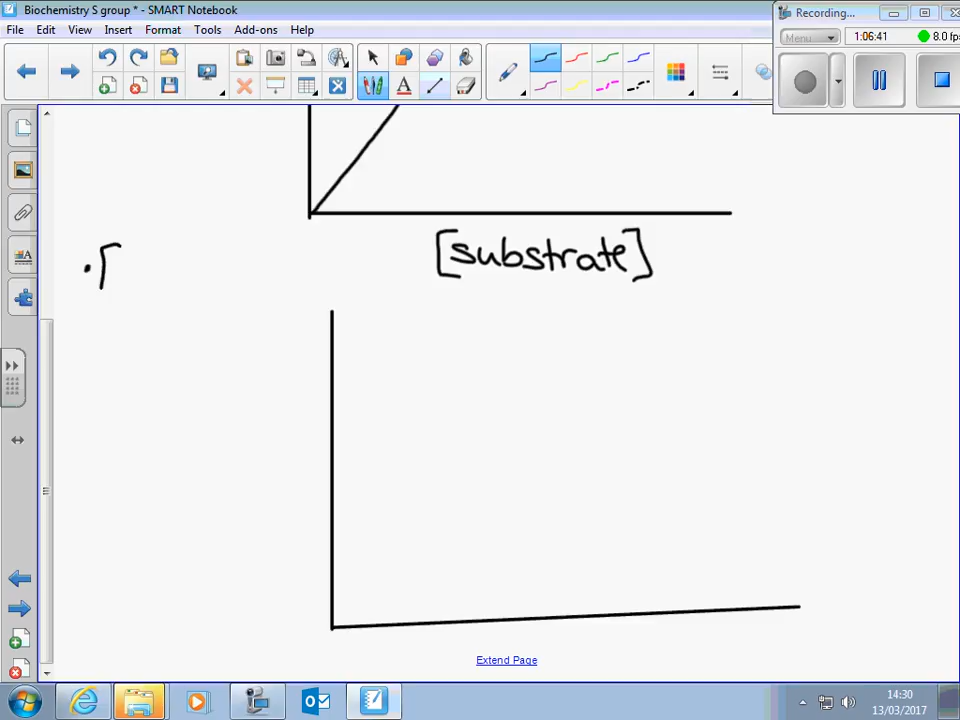 Biochemistry S group * - SMART Notebook
File Edit View Insert Format Tools Add-ons Help
Recording...
Menu 1:06:41 8.0 fps
[substrate]
Extend Page
14:30
13/03/2017